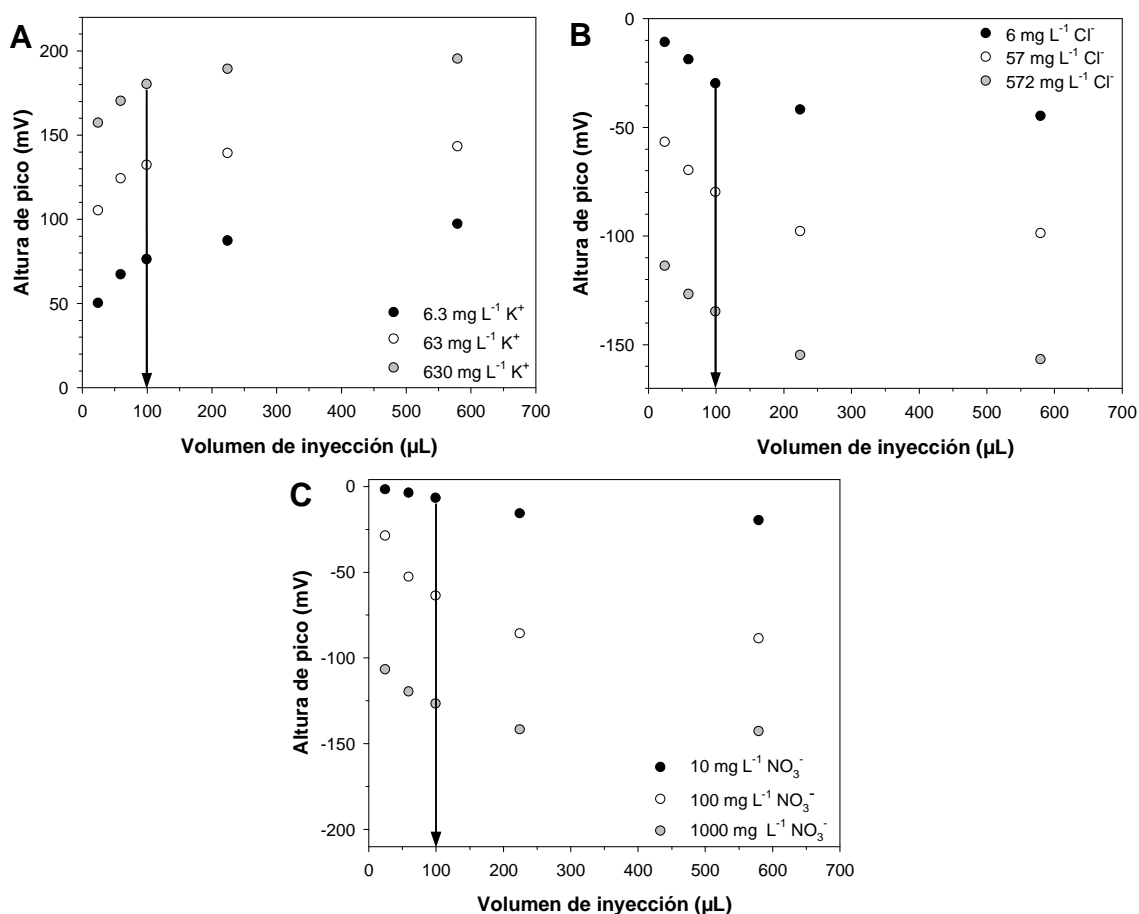 A
Altura de pico (mV)
200
150
100
50
0
6.3 mg L⁻¹ K⁺
63 mg L⁻¹ K⁺
630 mg L⁻¹ K⁺
0 100 200 300 400 500 600 700
Volumen de inyección (µL)
B
Altura de pico (mV)
0
-50
-100
-150
6 mg L⁻¹ Cl⁻
57 mg L⁻¹ Cl⁻
572 mg L⁻¹ Cl⁻
0 100 200 300 400 500 600 700
Volumen de inyección (µL)
C
Altura de pico (mV)
0
-50
-100
-150
-200
10 mg L⁻¹ NO₃⁻
100 mg L⁻¹ NO₃⁻
1000 mg L⁻¹ NO₃⁻
0 100 200 300 400 500 600 700
Volumen de inyección (µL)